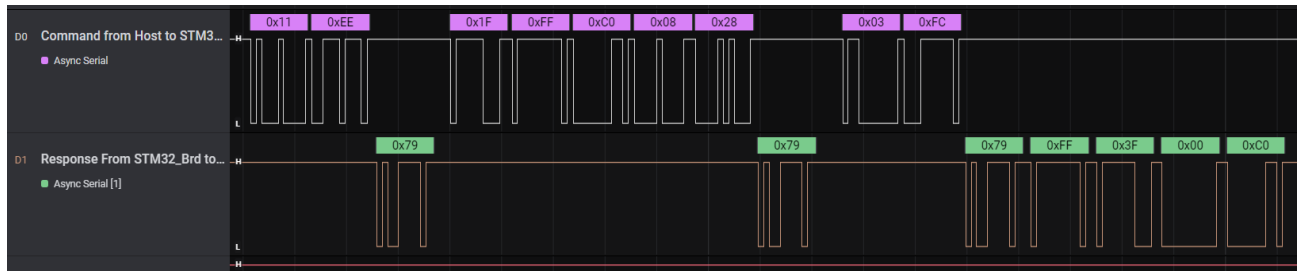 0x11 0xEE 0x1F 0xFF 0xC0 0x08 0x28 0x03 0xFC
D0 Command from Host to STM3...
H
Async Serial
L
0x79 0x79 0x79 0xFF 0x3F 0x00 0xC0
D1 Response From STM32_Brd to...
H
Async Serial [1]
L
H